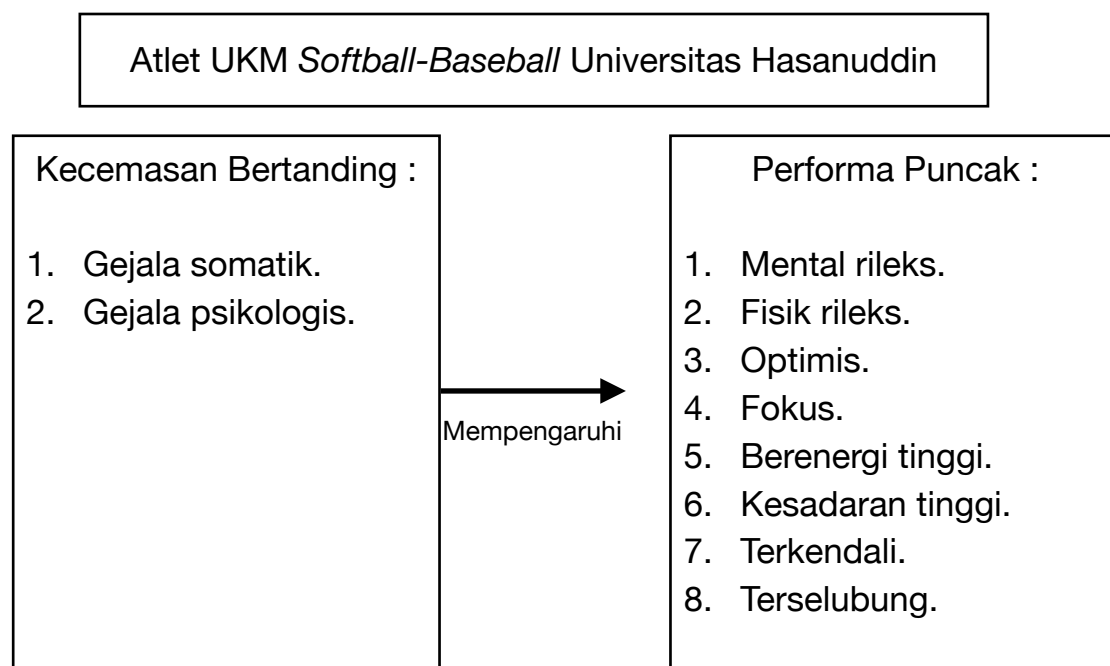 Atlet UKM Softball-Baseball Universitas Hasanuddin
Kecemasan Bertanding :
1. Gejala somatik.
2. Gejala psikologis.
Mempengaruhi
Performa Puncak :
1. Mental rileks.
2. Fisik rileks.
3. Optimis.
4. Fokus.
5. Berenergi tinggi.
6. Kesadaran tinggi.
7. Terkendali.
8. Terselubung.